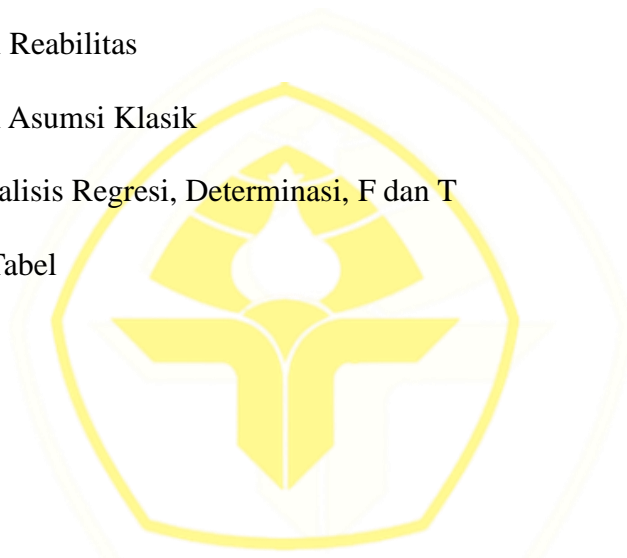 Reabilitas
Asumsi Klasik
alisis Regresi, Determinasi, F dan T
Tabel